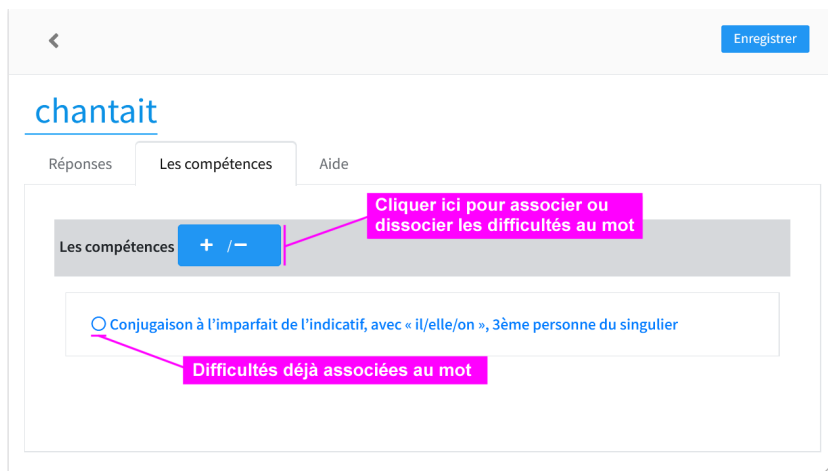 Enregistrer
chantait
Réponses Les compétences Aide
Cliquer ici pour associer ou
dissocier les difficultés au mot
Les compétences + / −
Conjugaison à l’imparfait de l’indicatif, avec « il/elle/on », 3ème personne du singulier
Difficultés déjà associées au mot